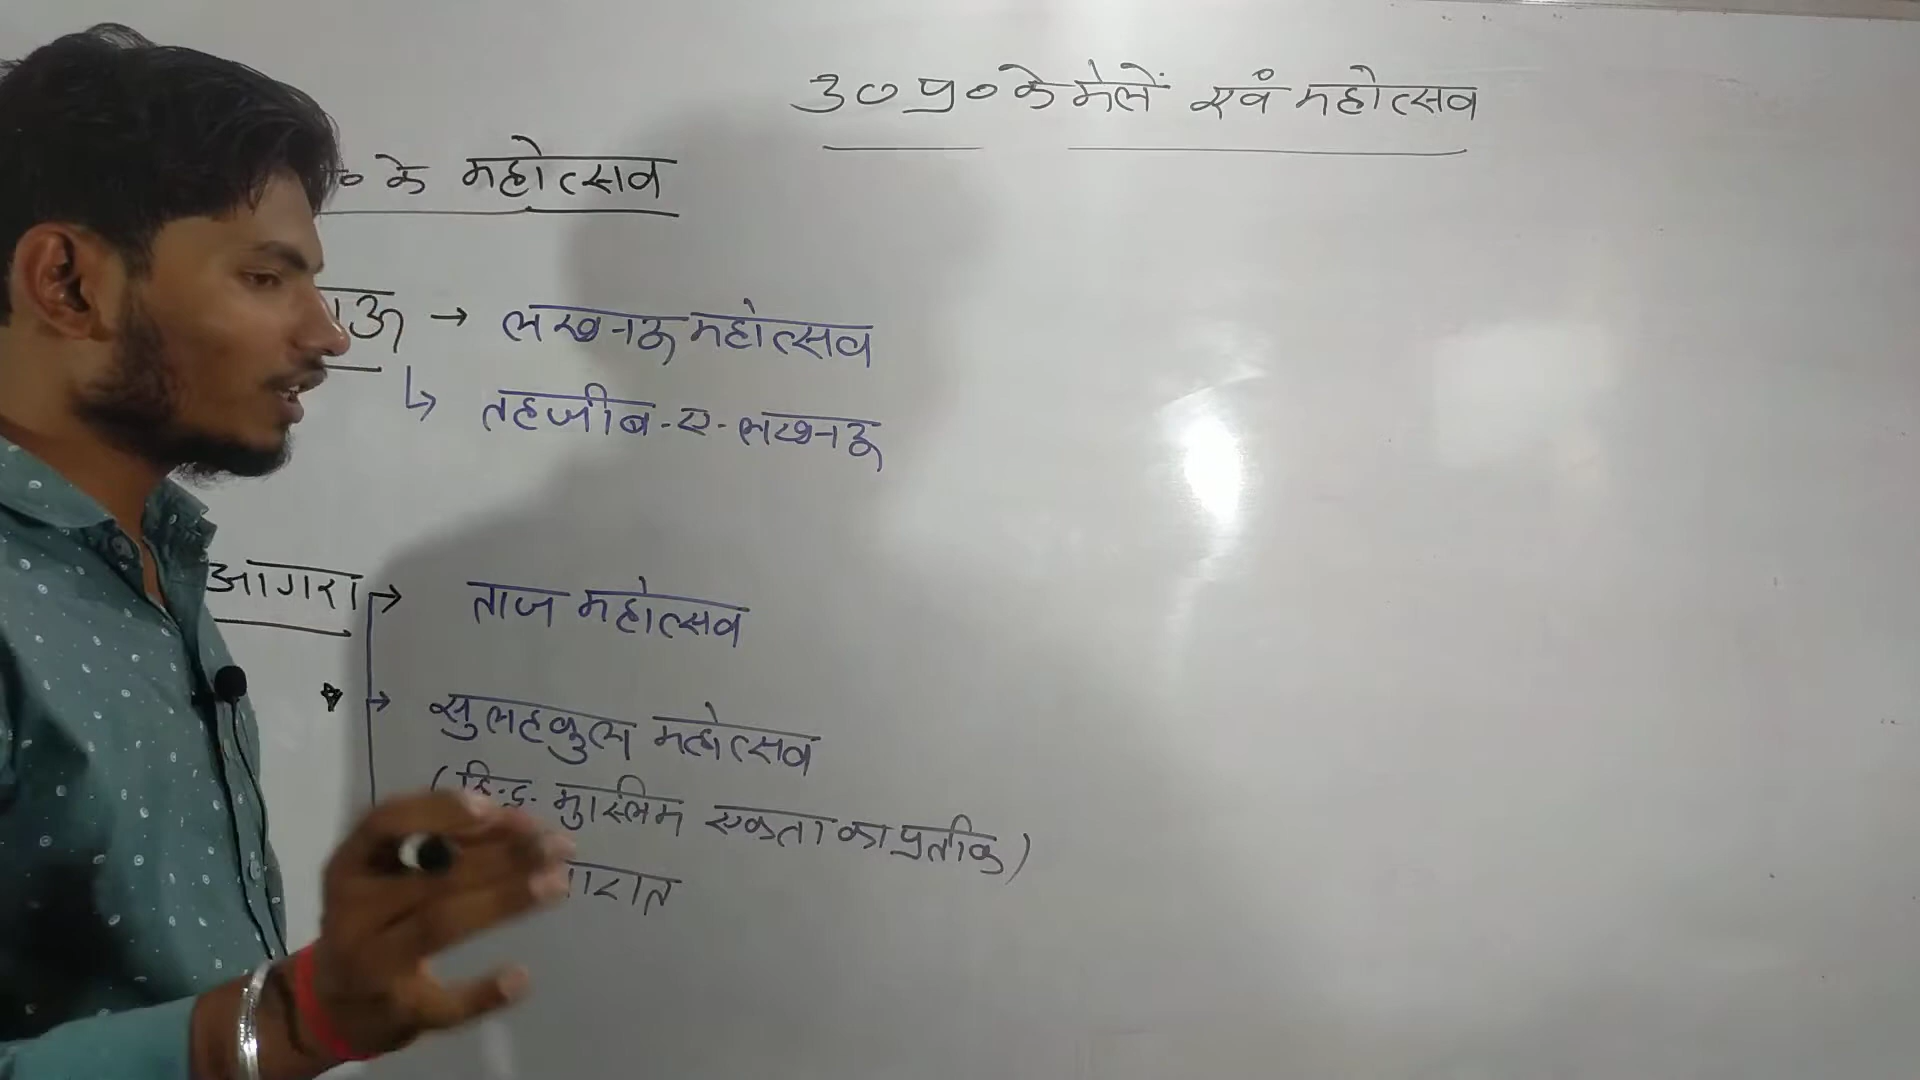 उ० प्र० के मेलें एवं महोत्सव
के महोत्सव
→ लखनऊ महोत्सव
↳ तहजीब-ए-लखनऊ
आगरा → ताज महोत्सव
→ सुलहकुल महोत्सव
(हिन्दु-मुस्लिम एकता का प्रतीक)